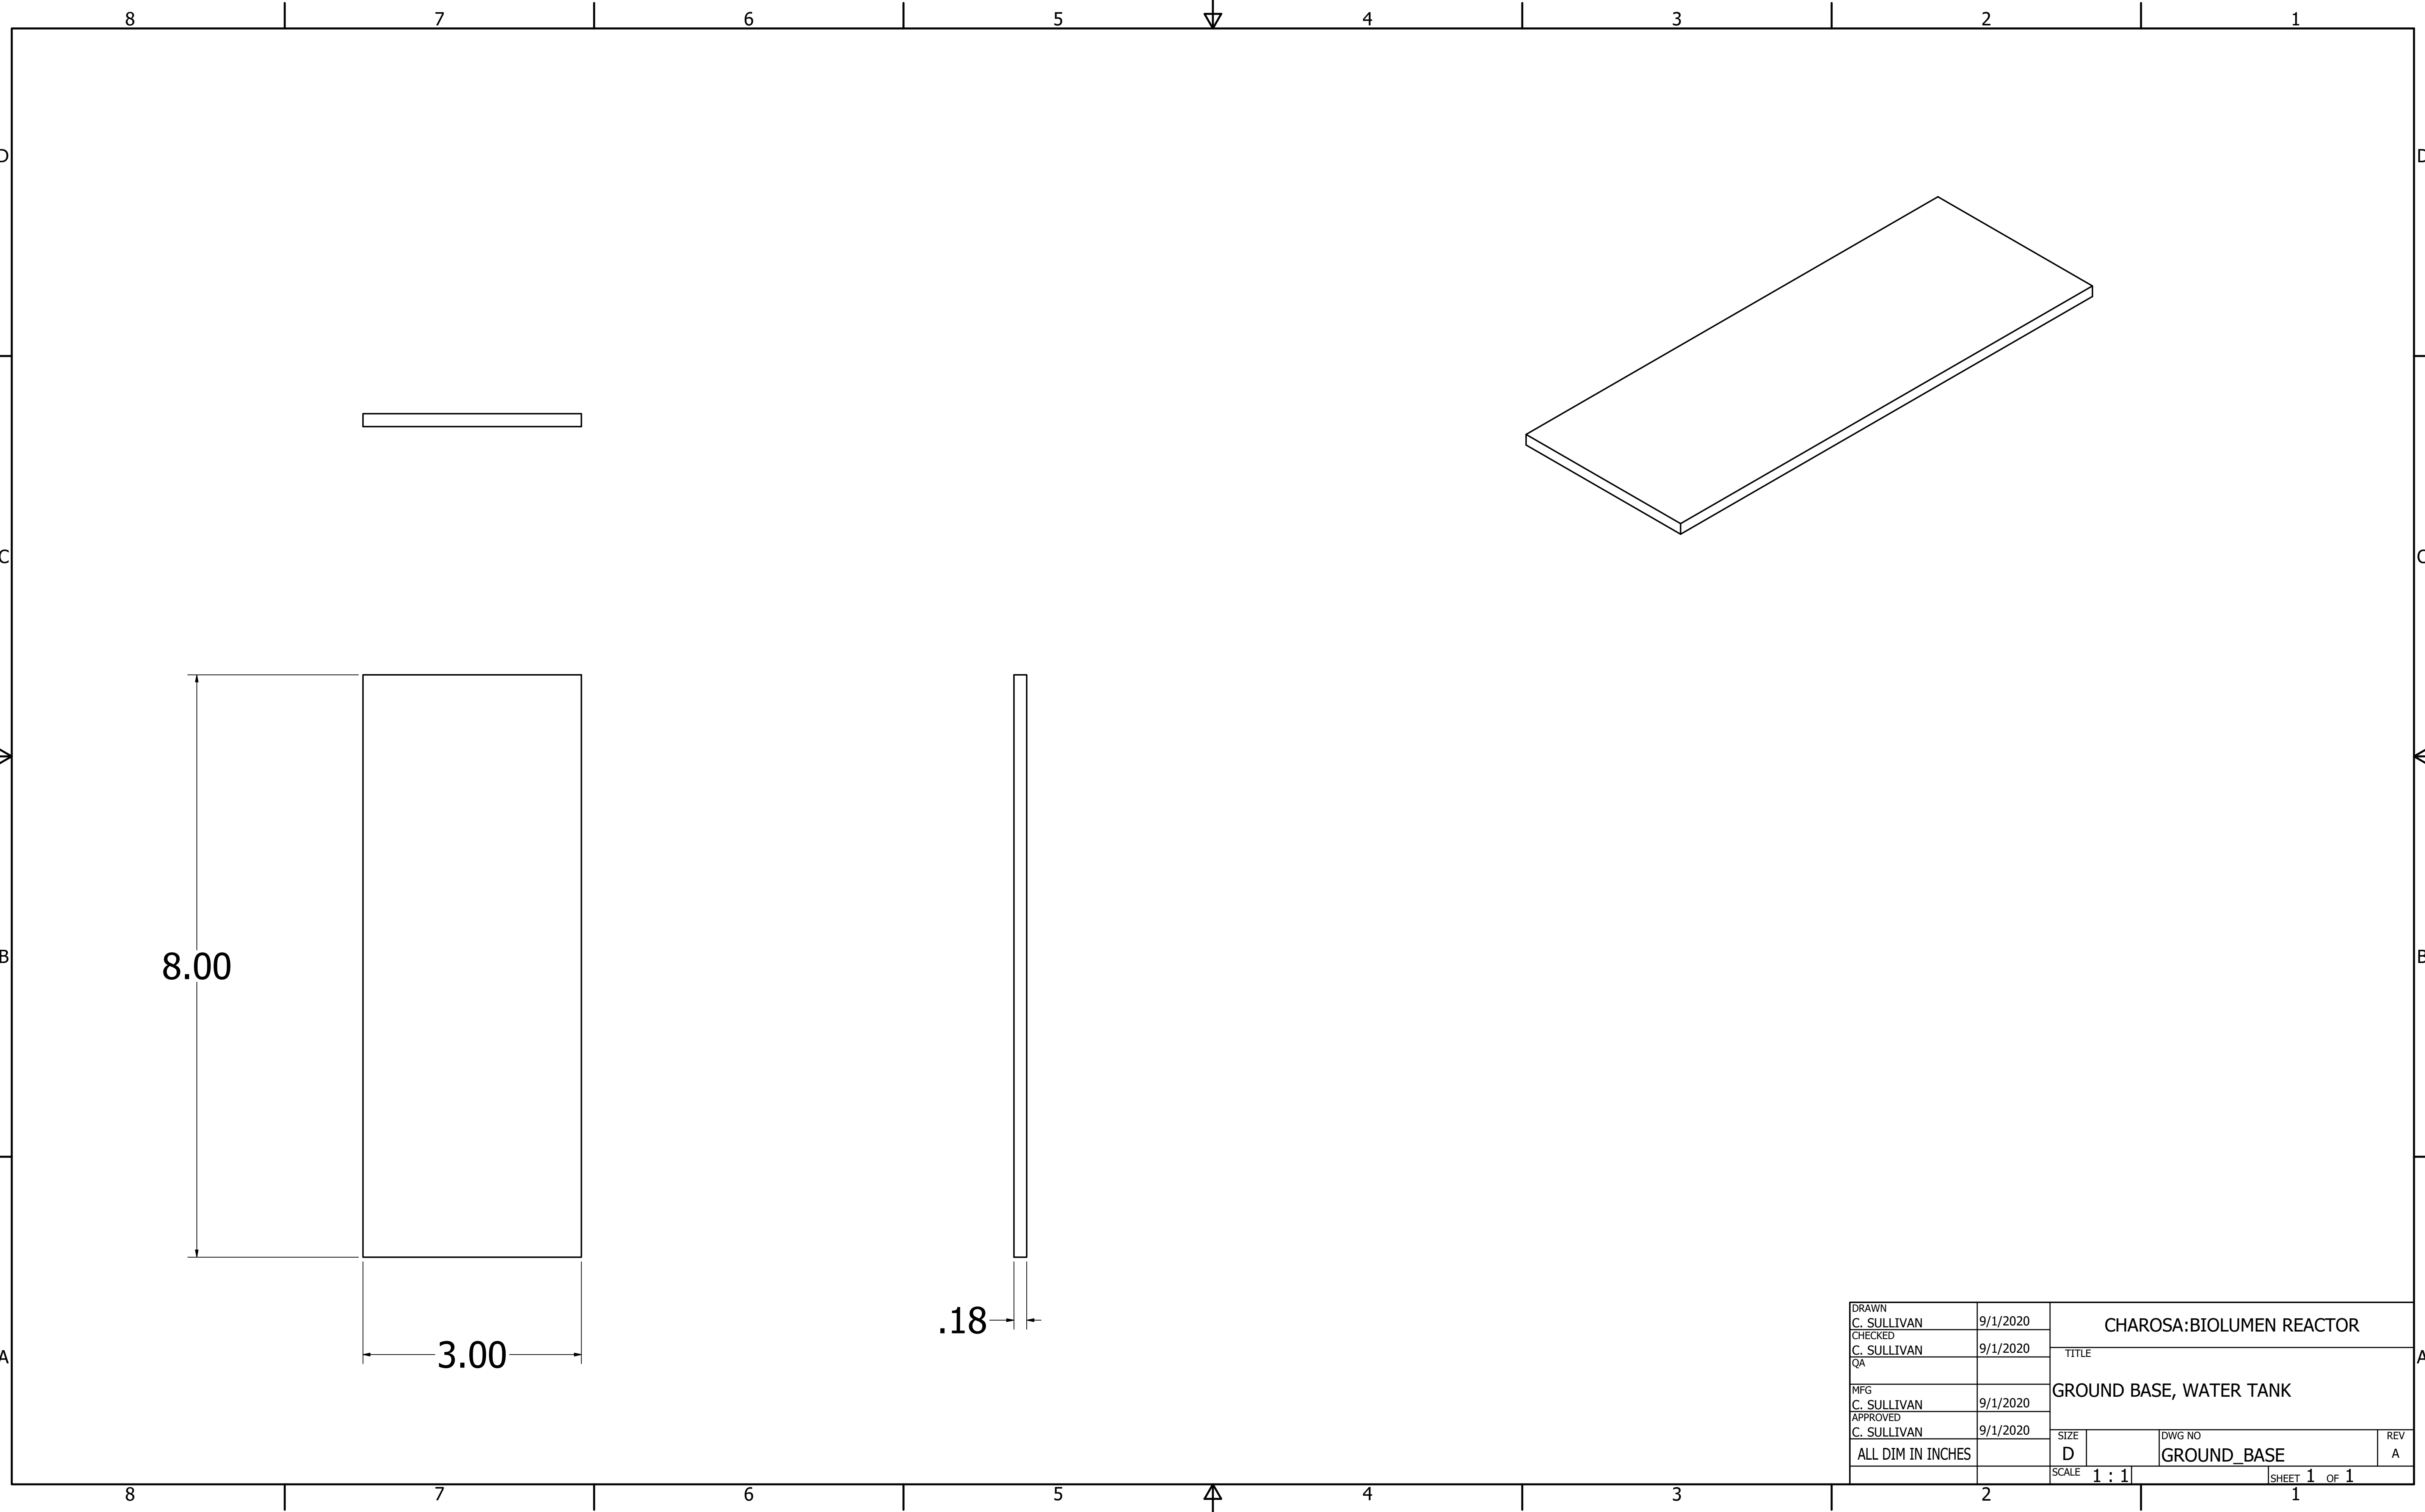 8 7 6 5 4 3 2 1
D D
C C
8.00
B B
.18
3.00
A A
DRAWN
C. SULLIVAN 9/1/2020
CHAROSA:BIOLUMEN REACTOR
CHECKED
C. SULLIVAN 9/1/2020
TITLE
QA
GROUND BASE, WATER TANK
MFG
C. SULLIVAN 9/1/2020
APPROVED
C. SULLIVAN 9/1/2020
ALL DIM IN INCHES
SIZE DWG NO REV
D GROUND_BASE A
SCALE 1 : 1 SHEET 1 OF 1
8 7 6 5 4 3 2 1